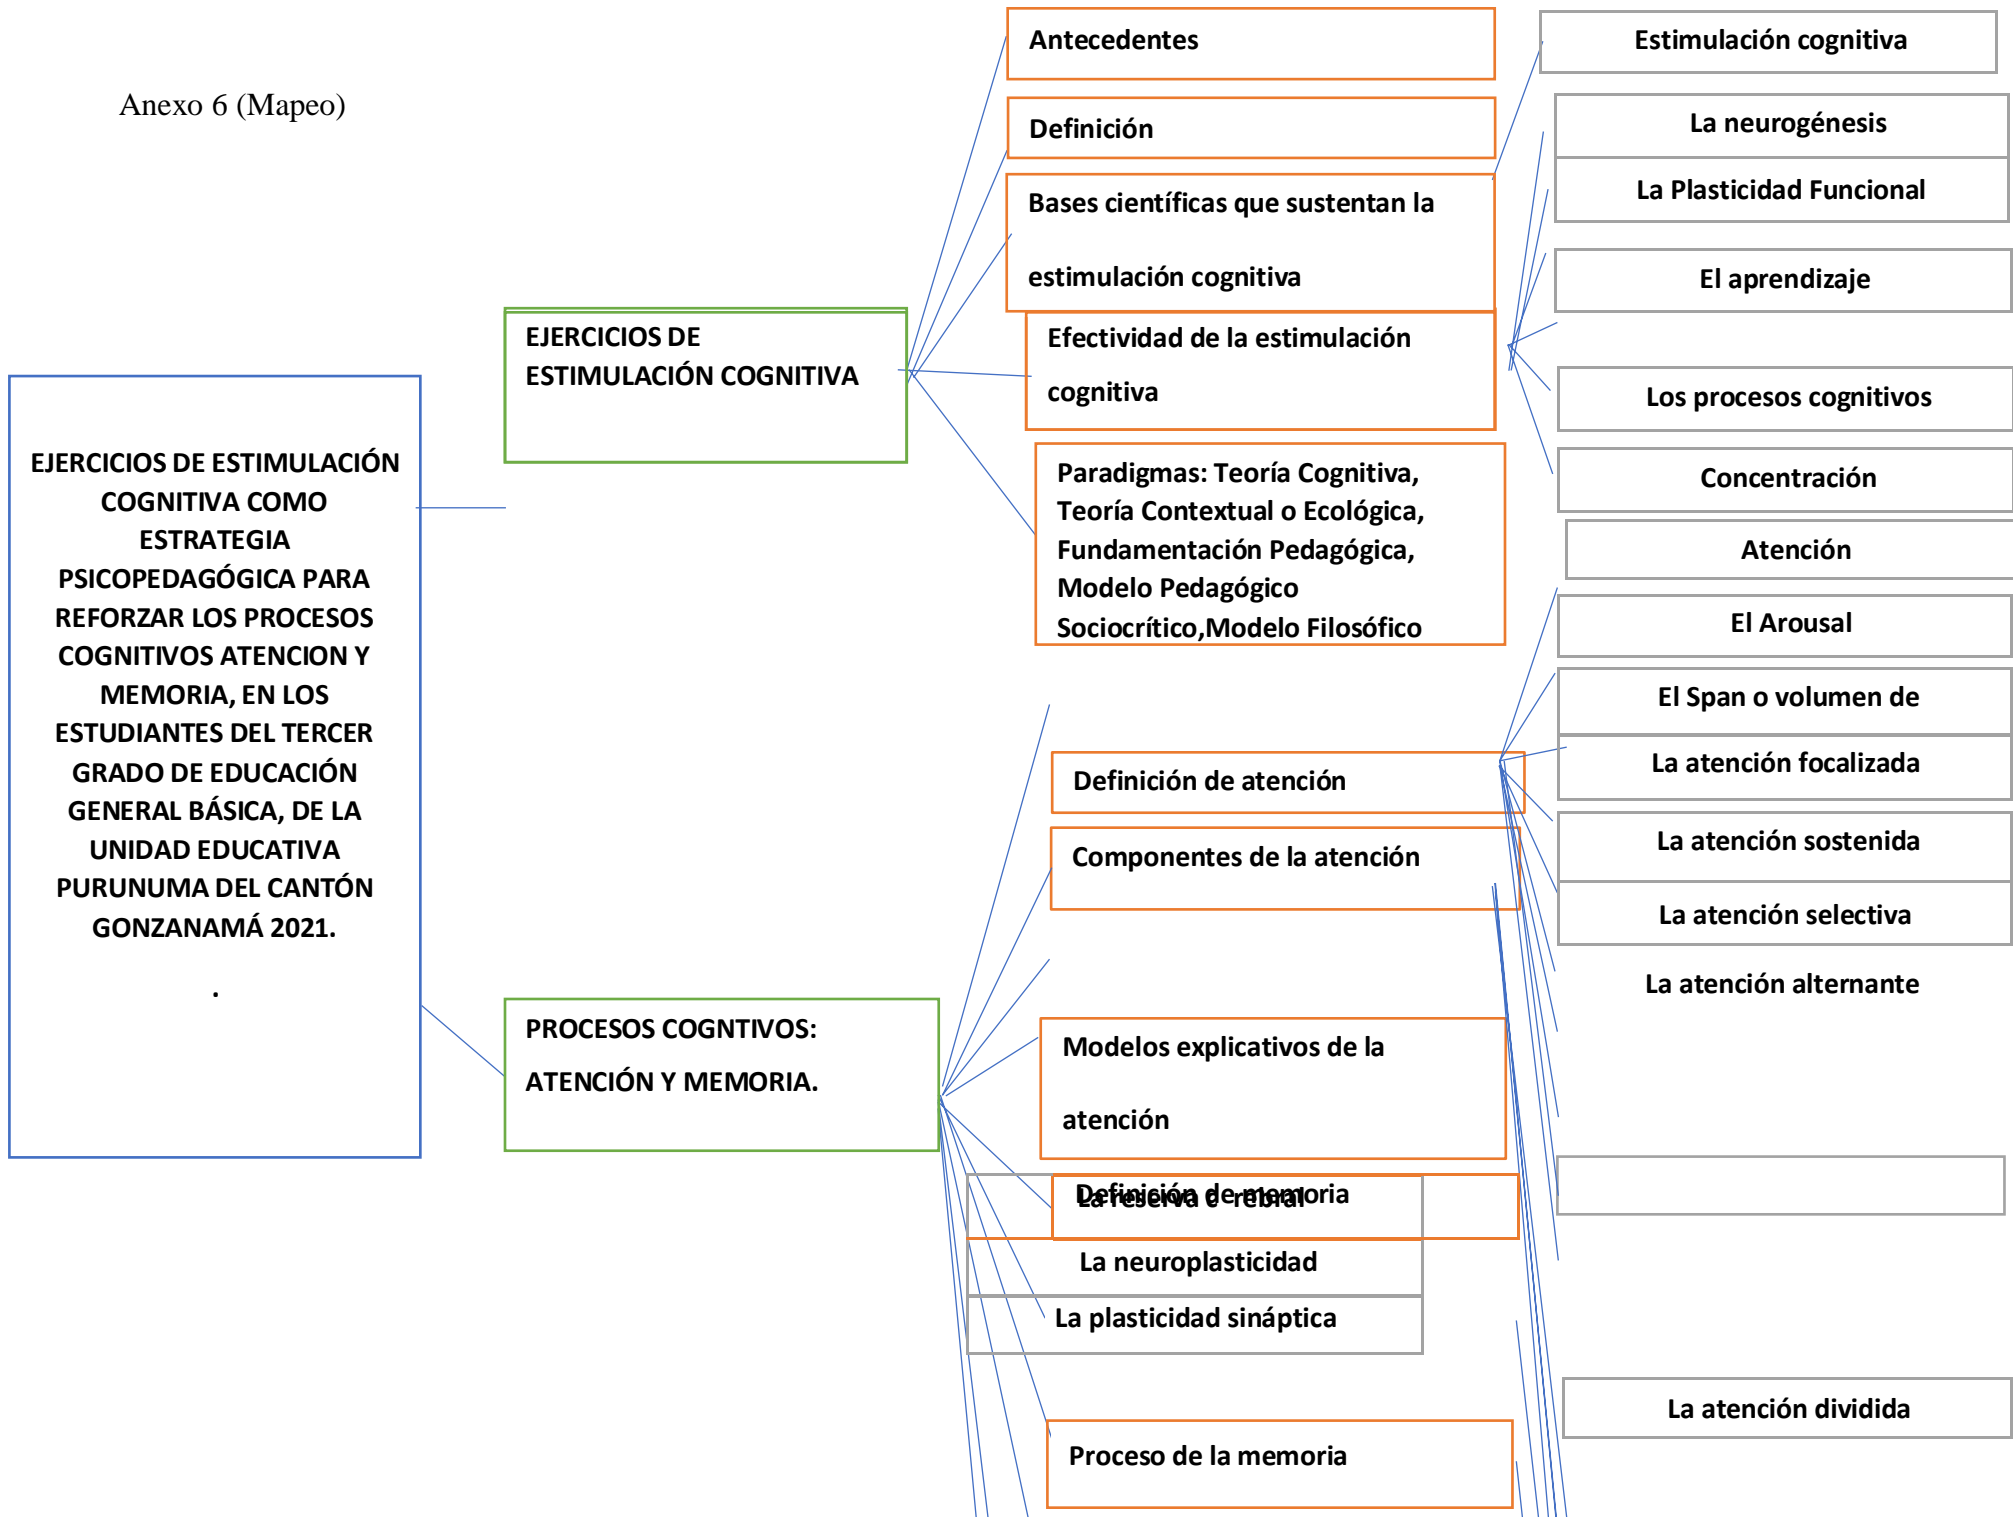 Anexo 6 (Mapeo)
EJERCICIOS DE ESTIMULACIÓN
COGNITIVA COMO
ESTRATEGIA
PSICOPEDAGÓGICA PARA
REFORZAR LOS PROCESOS
COGNITIVOS ATENCION Y
MEMORIA, EN LOS
ESTUDIANTES DEL TERCER
GRADO DE EDUCACIÓN
GENERAL BÁSICA, DE LA
UNIDAD EDUCATIVA
PURUNUMA DEL CANTÓN
GONZANAMÁ 2021.
.
EJERCICIOS DE
ESTIMULACIÓN COGNITIVA
PROCESOS COGNTIVOS:
ATENCIÓN Y MEMORIA.
Antecedentes
Definición
Bases científicas que sustentan la
estimulación cognitiva
Efectividad de la estimulación
cognitiva
Paradigmas: Teoría Cognitiva,
Teoría Contextual o Ecológica,
Fundamentación Pedagógica,
Modelo Pedagógico
Sociocrítico,Modelo Filosófico
Definición de atención
Componentes de la atención
Modelos explicativos de la
atención
Definición de memoria
La reserva
La neuroplasticidad
La plasticidad sináptica
Proceso de la memoria
Estimulación cognitiva
La neurogénesis
La Plasticidad Funcional
El aprendizaje
Los procesos cognitivos
Concentración
Atención
El Arousal
El Span o volumen de
La atención focalizada
La atención sostenida
La atención selectiva
La atención alternante
La atención dividida